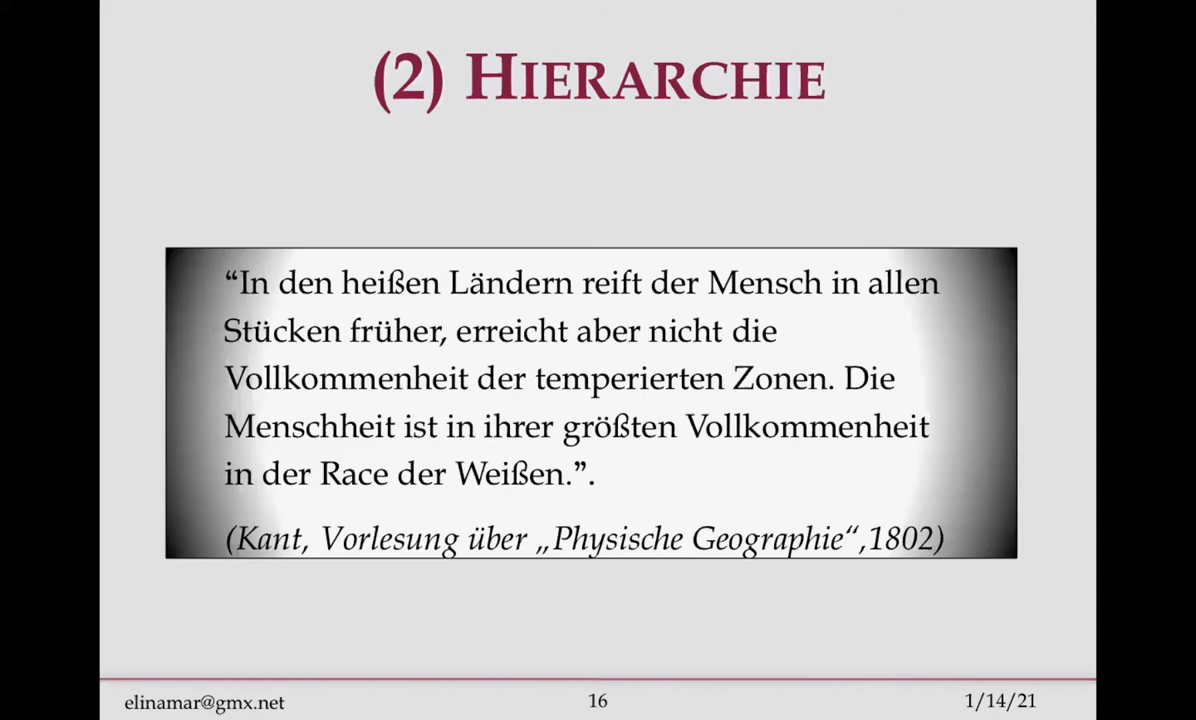 (2) HIERARCHIE
“In den heißen Ländern reift der Mensch in allen
Stücken früher, erreicht aber nicht die
Vollkommenheit der temperierten Zonen. Die
Menschheit ist in ihrer größten Vollkommenheit
in der Race der Weißen.”.
(Kant, Vorlesung über „Physische Geographie“,1802)
elinamar@gmx.net
16
1/14/21